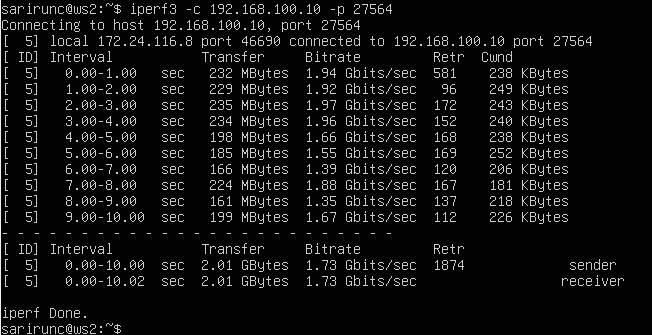 sarirunc@ws2:~$ iperf3 -c 192.168.100.10 -p 27564
Connecting to host 192.168.100.10, port 27564
[  5] local 172.24.116.8 port 46690 connected to 192.168.100.10 port 27564
[ ID] Interval           Transfer     Bitrate         Retr  Cwnd
[  5]   0.00-1.00   sec   232 MBytes  1.94 Gbits/sec  581    238 KBytes
[  5]   1.00-2.00   sec   229 MBytes  1.92 Gbits/sec   96    249 KBytes
[  5]   2.00-3.00   sec   235 MBytes  1.97 Gbits/sec  172    243 KBytes
[  5]   3.00-4.00   sec   234 MBytes  1.96 Gbits/sec  152    240 KBytes
[  5]   4.00-5.00   sec   198 MBytes  1.66 Gbits/sec  168    238 KBytes
[  5]   5.00-6.00   sec   185 MBytes  1.55 Gbits/sec  169    252 KBytes
[  5]   6.00-7.00   sec   166 MBytes  1.39 Gbits/sec  120    206 KBytes
[  5]   7.00-8.00   sec   224 MBytes  1.88 Gbits/sec  167    181 KBytes
[  5]   8.00-9.00   sec   161 MBytes  1.35 Gbits/sec  137    218 KBytes
[  5]   9.00-10.00  sec   199 MBytes  1.67 Gbits/sec  112    226 KBytes
- - - - - - - - - - - - - - - - - - - - - - - - -
[ ID] Interval           Transfer     Bitrate         Retr
[  5]   0.00-10.00  sec  2.01 GBytes  1.73 Gbits/sec  1874             sender
[  5]   0.00-10.02  sec  2.01 GBytes  1.73 Gbits/sec                  receiver
iperf Done.
sarirunc@ws2:~$